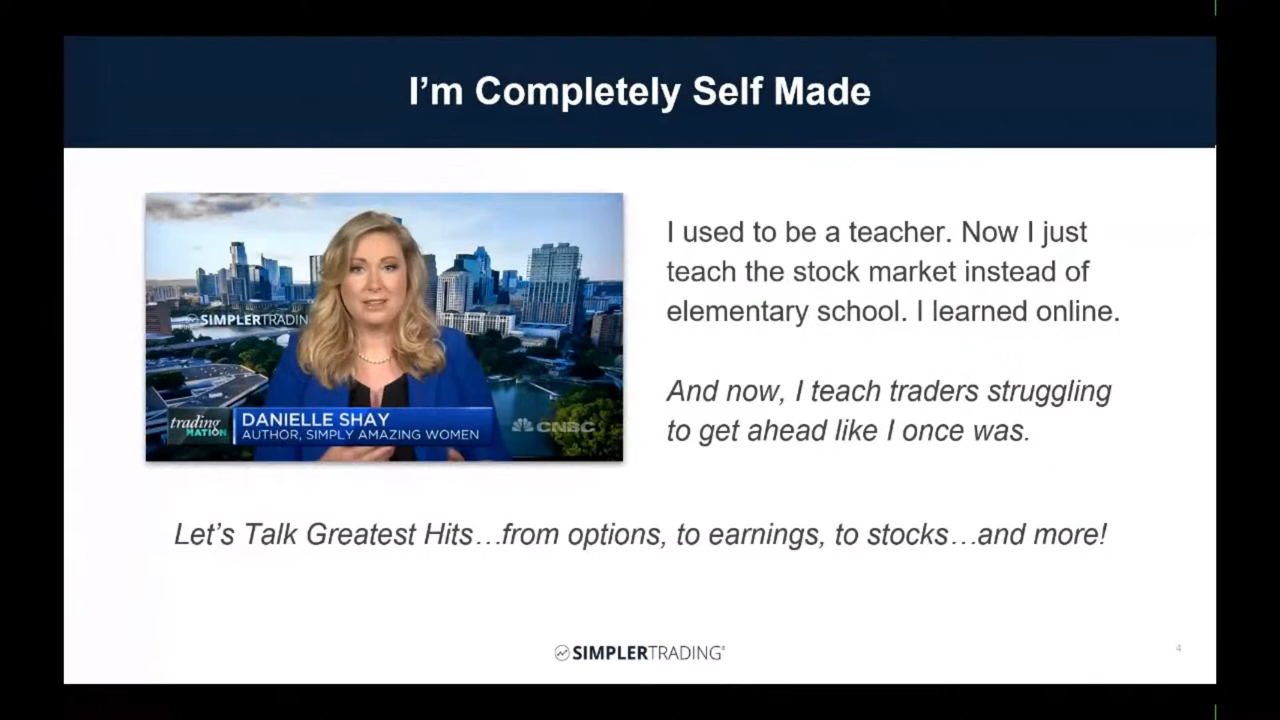 I'm Completely Self Made
SIMPLERTRADIN
DANIELLE SHAY
AUTHOR, SIMPLY AMAZING WOMEN
trading
NATION
CNBC
I used to be a teacher. Now I just
teach the stock market instead of
elementary school. I learned online.
And now, I teach traders struggling
to get ahead like I once was.
Let's Talk Greatest Hits…from options, to earnings, to stocks…and more!
SIMPLERTRADING®
4